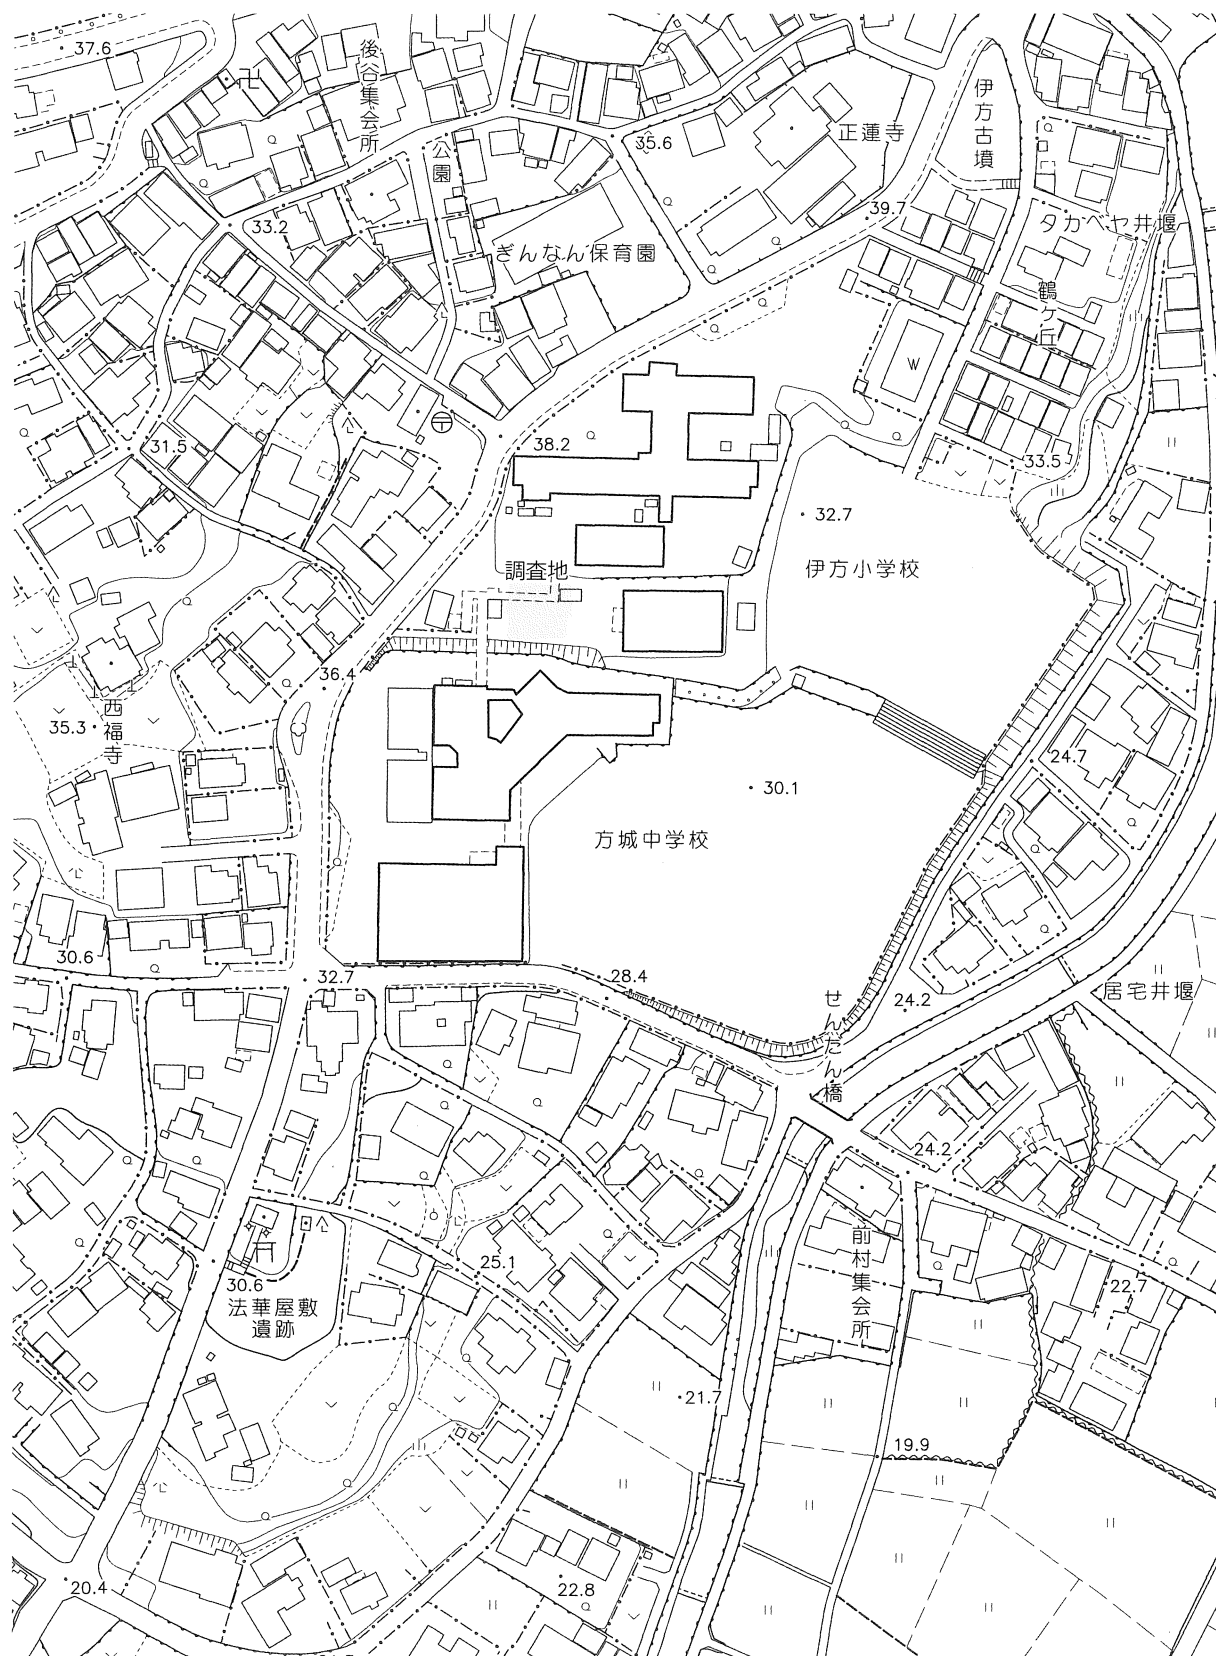 37.6
後谷集会所
卍
伊方古墳
公園
35.6
正蓮寺
39.7
33.2
タカベヤ井堰
ぎんなん保育園
鶴ヶ丘
W
〒
38.2
31.5
33.5
32.7
調査地
伊方小学校
36.4
35.3
西福寺
24.7
30.1
方城中学校
30.6
32.7
28.4
せんだん橋
24.2
居宅井堰
24.2
25.1
30.6
法華屋敷
遺跡
前村集会所
22.7
21.7
19.9
20.4
22.8